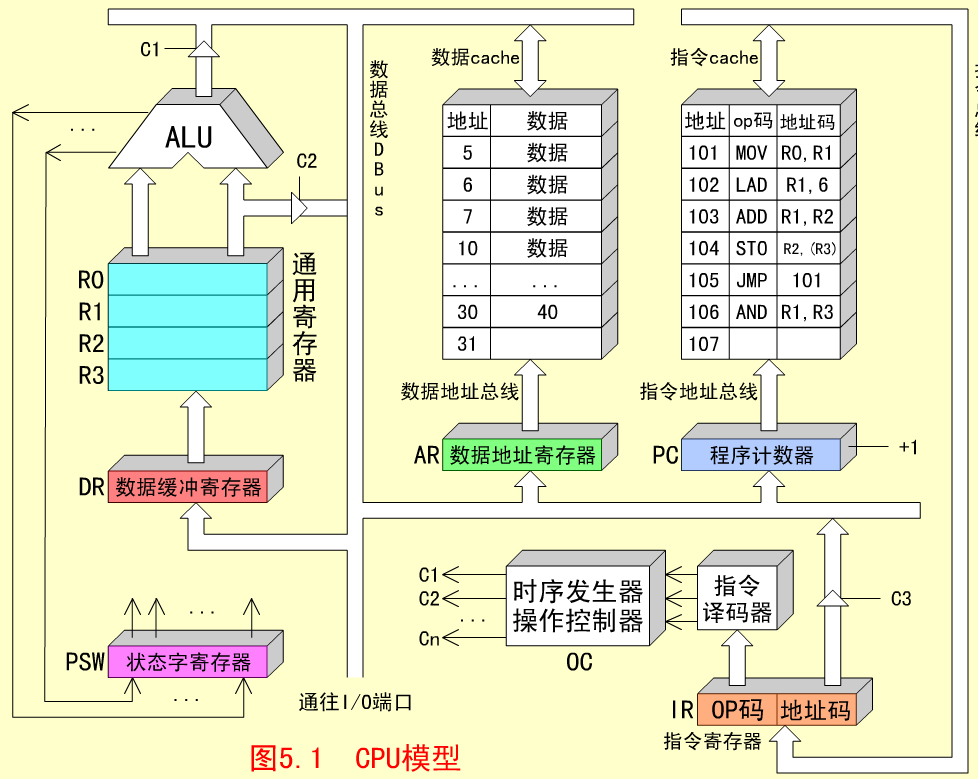 C1
数据cache
指令cache
数据总线DBus
ALU
C2
地址 数据
5 数据
6 数据
7 数据
10 数据
... ...
30 40
31
地址 op码 地址码
101 MOV R0,R1
102 LAD R1,6
103 ADD R1,R2
104 STO R2,(R3)
105 JMP 101
106 AND R1,R3
107
...
R0
R1
R2
R3
通用寄存器
数据地址总线
指令地址总线
AR 数据地址寄存器
PC 程序计数器
+1
DR 数据缓冲寄存器
C1
C2
...
Cn
时序发生器
操作控制器
OC
指令
译码器
C3
...
PSW 状态字寄存器
...
通往I/O端口
IR OP码 地址码
指令寄存器
图5.1 CPU模型